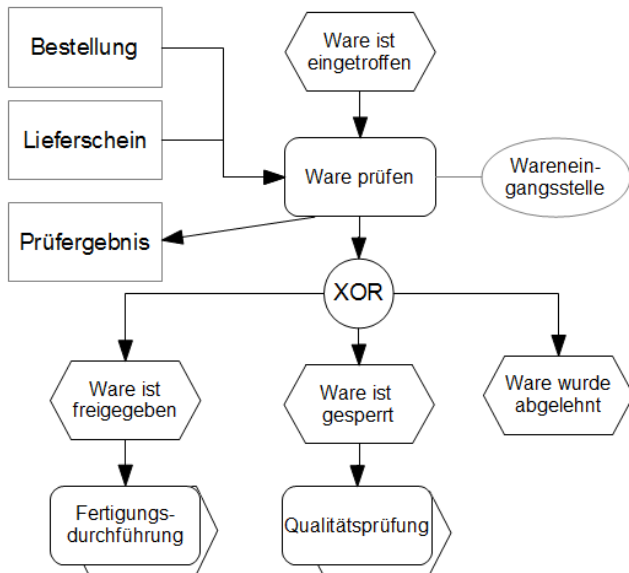 Bestellung
Ware ist
eingetroffen
Lieferschein
Ware prüfen
Warenein-
gangsstelle
Prüfergebnis
XOR
Ware ist
freigegeben
Ware ist
gesperrt
Ware wurde
abgelehnt
Fertigungs-
durchführung
Qualitätsprüfung